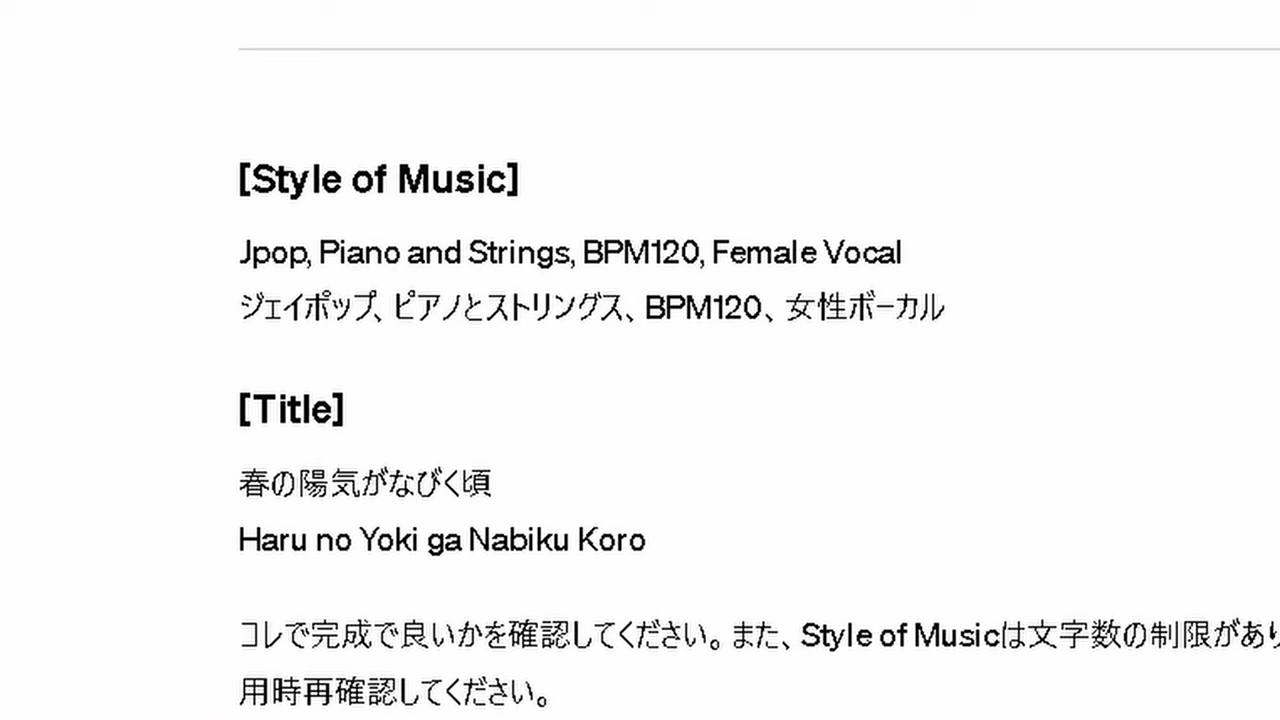 [Style of Music]
Jpop, Piano and Strings, BPM120, Female Vocal
ジェイポップ、ピアノとストリングス、BPM120、女性ボーカル
[Title]
春の陽気がなびく頃
Haru no Yoki ga Nabiku Koro
コレで完成で良いかを確認してください。また、Style of Musicは文字数の制限があり
用時再確認してください。